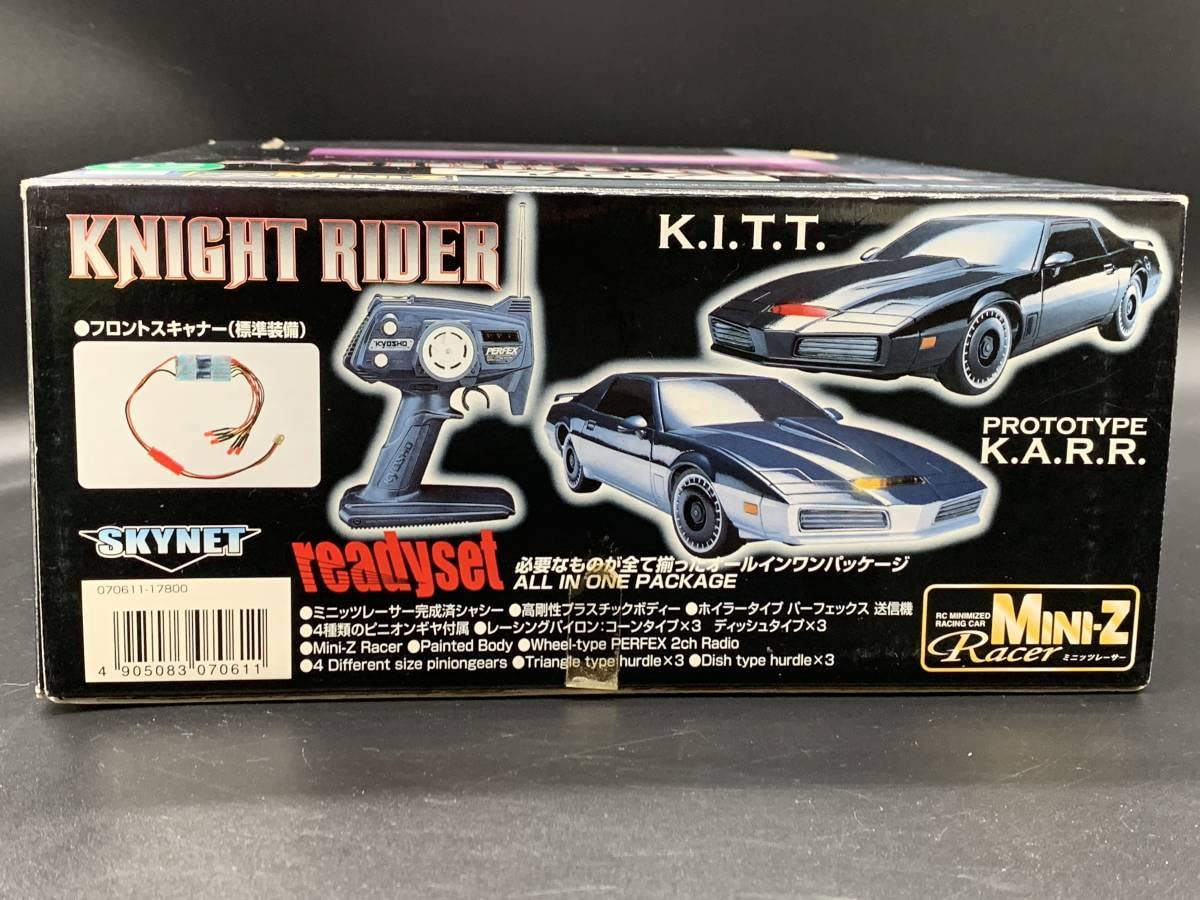 KNIGHT RIDER
K.I.T.T.
●フロントスキャナー(標準装備)
KYOSHO
PERFEX
KYOSHO
PROTOTYPE
K.A.R.R.
SKYNET
readyset
必要なものが全て揃ったオールインワンパッケージ
ALL IN ONE PACKAGE
070611-17800
4 905083 070611
●ミニッツレーサー完成済シャシー ●高剛性プラスチックボディー ●ホイラータイプ パーフェックス 送信機
●4種類のピニオンギヤ付属 ●レーシングパイロン:コーンタイプ×3 ディッシュタイプ×3
●Mini-Z Racer ●Painted Body ●Wheel-type PERFEX 2ch Radio
●4 Different size piniongears ●Triangle type hurdle×3 ●Dish type hurdle×3
RC MINIMIZED
RACING CAR
MINI-Z
Racer
ミニッツレーサー